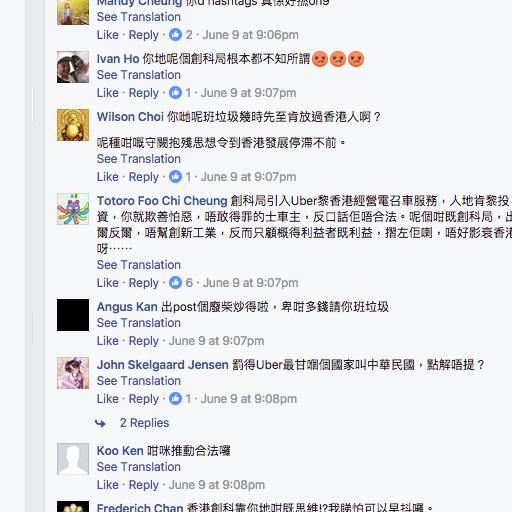 Mandy Cheung 你d hashtags 真係好撚on9
See Translation
Like · Reply · 2 · June 9 at 9:06pm
Ivan Ho 你地呢個創科局根本都不知所謂😡😡😡
See Translation
Like · Reply · 1 · June 9 at 9:07pm
Wilson Choi 你哋呢班垃圾幾時先至肯放過香港人啊？
呢種咁嘅守關抱殘思想令到香港發展停滯不前。
See Translation
Like · Reply · 1 · June 9 at 9:07pm
Totoro Foo Chi Cheung 創科局引入Uber黎香港經營電召車服務，人地肯黎投
資，你就欺善怕惡，唔敢得罪的士車主，反口話佢唔合法。呢個咁既創科局，出
爾反爾，唔幫創新工業，反而只顧概得利益者既利益，摺左佢喇，唔好影衰香港
呀……
See Translation
Like · Reply · 6 · June 9 at 9:07pm
Angus Kan 出post個廢柴炒得啦，卑咁多錢請你班垃圾
See Translation
Like · Reply · June 9 at 9:07pm
John Skelgaard Jensen 罰得Uber最甘嗰個國家叫中華民國，點解唔提？
See Translation
Like · Reply · 1 · June 9 at 9:08pm
2 Replies
Koo Ken 咁咪推動合法囉
See Translation
Like · Reply · June 9 at 9:08pm
Frederich Chan 香港創科靠你地咁既思維!?我睇怕可以早抖囉。